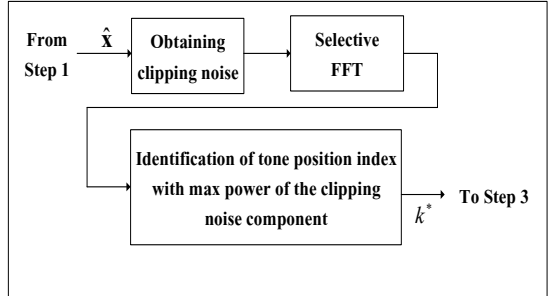 From
Step 1
x̂
Obtaining
clipping noise
Selective
FFT
Identification of tone position index
with max power of the clipping
noise component
k*
To Step 3